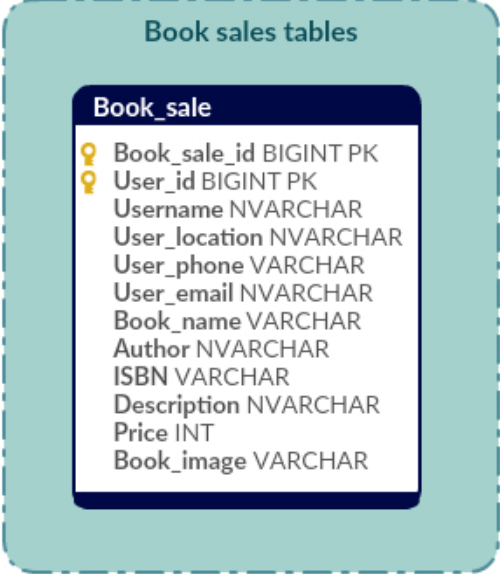 Book sales tables
Book_sale
Book_sale_id BIGINT PK
User_id BIGINT PK
Username NVARCHAR
User_location NVARCHAR
User_phone VARCHAR
User_email NVARCHAR
Book_name VARCHAR
Author NVARCHAR
ISBN VARCHAR
Description NVARCHAR
Price INT
Book_image VARCHAR